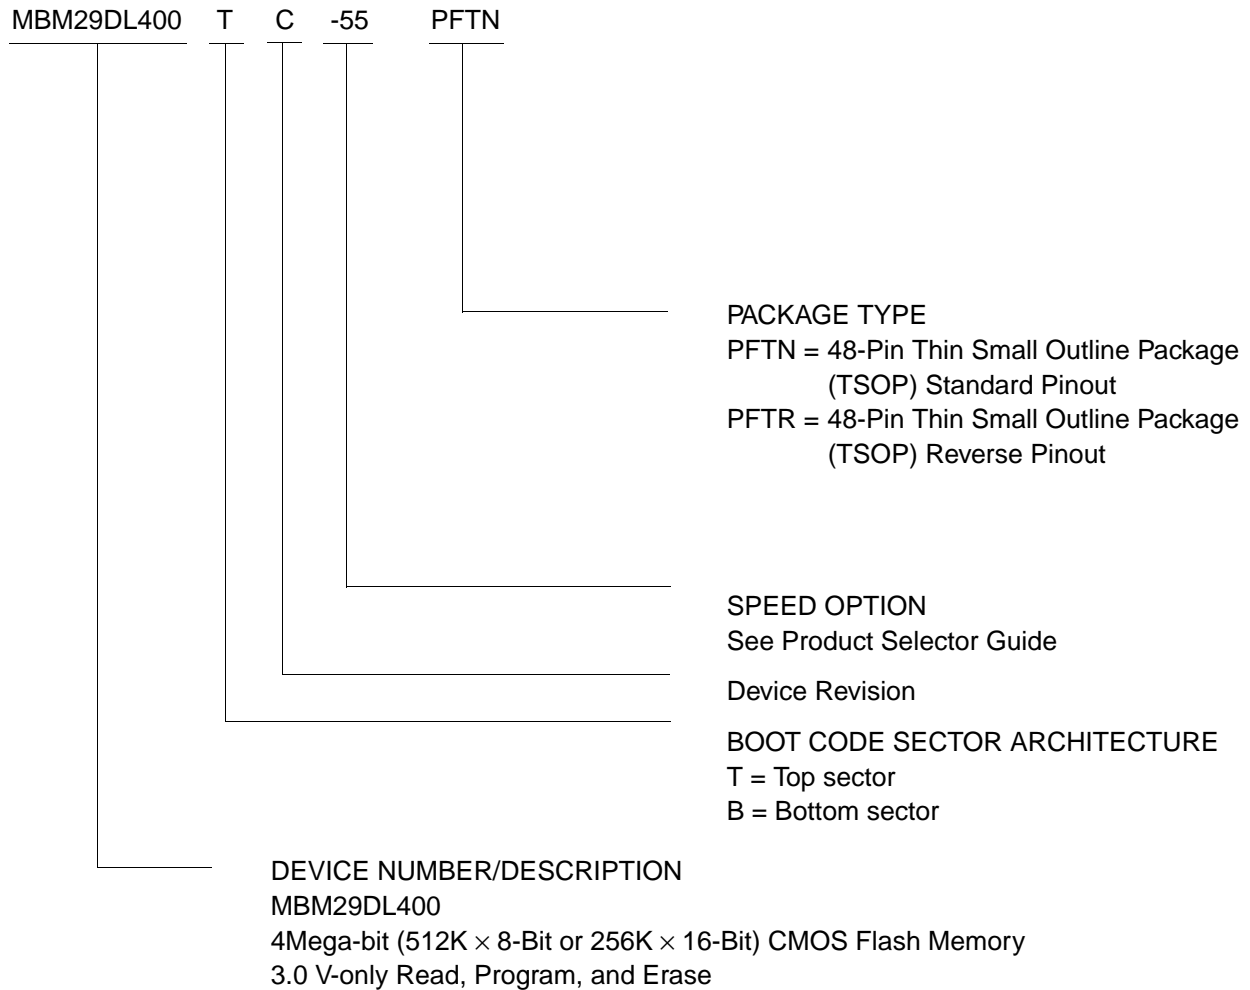 MBM29DL400 T C -55 PFTN
PACKAGE TYPE
PFTN = 48-Pin Thin Small Outline Package
(TSOP) Standard Pinout
PFTR = 48-Pin Thin Small Outline Package
(TSOP) Reverse Pinout
SPEED OPTION
See Product Selector Guide
Device Revision
BOOT CODE SECTOR ARCHITECTURE
T = Top sector
B = Bottom sector
DEVICE NUMBER/DESCRIPTION
MBM29DL400
4Mega-bit (512K × 8-Bit or 256K × 16-Bit) CMOS Flash Memory
3.0 V-only Read, Program, and Erase